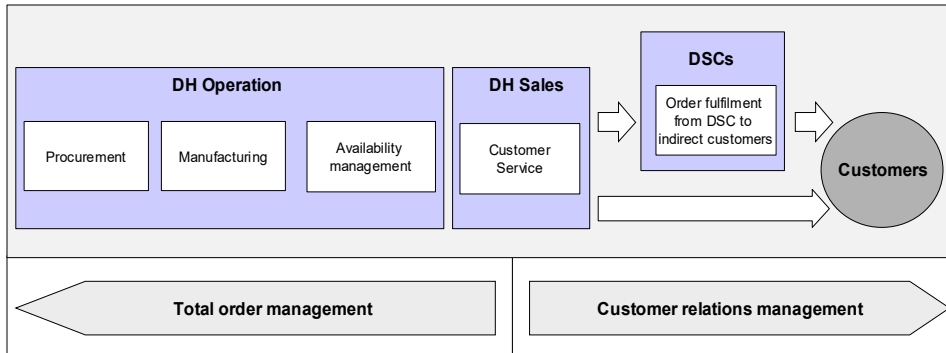 DH Operation
Procurement
Manufacturing
Availability
management
DH Sales
Customer
Service
DSCs
Order fulfilment
from DSC to
indirect customers
Customers
Total order management
Customer relations management